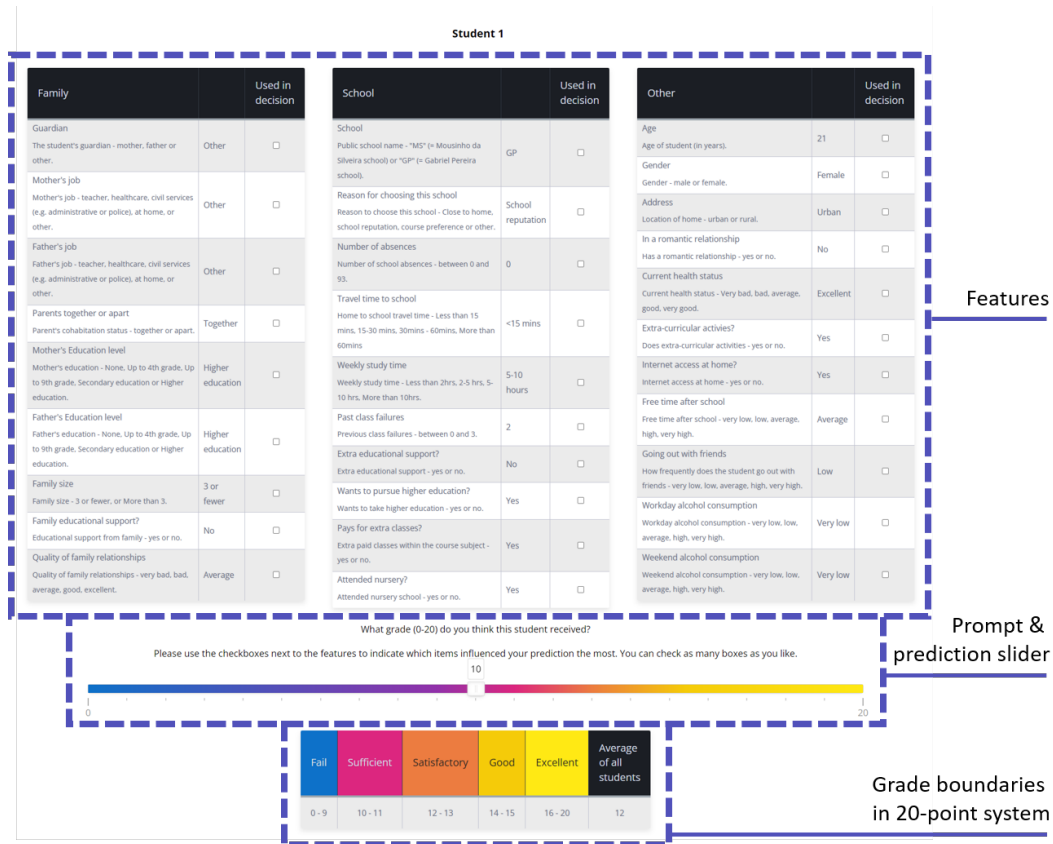 Student 1
Family
Used in
decision
Guardian
The student's guardian - mother, father or
other.
Other
Mother's job
Mother's job - teacher, healthcare, civil services
(e.g. administrative or police), at home, or
other.
Other
Father's job
Father's job - teacher, healthcare, civil services
(e.g. administrative or police), at home, or
other.
Other
Parents together or apart
Parent's cohabitation status - together or apart.
Together
Mother's Education level
Mother's education - None, Up to 4th grade, Up
to 9th grade, Secondary education or Higher
education.
Higher
education
Father's Education level
Father's education - None, Up to 4th grade, Up
to 9th grade, Secondary education or Higher
education.
Higher
education
Family size
Family size - 3 or fewer, or More than 3.
3 or
fewer
Family educational support?
Educational support from family - yes or no.
No
Quality of family relationships
Quality of family relationships - very bad, bad,
average, good, excellent.
Average
School
Used in
decision
School
Public school name - "MS" (= Mousinho da
Silveira school) or "GP" (= Gabriel Pereira
school).
GP
Reason for choosing this school
Reason to choose this school - Close to home,
school reputation, course preference or other.
School
reputation
Number of absences
Number of school absences - between 0 and
93.
0
Travel time to school
Home to school travel time - Less than 15
mins, 15-30 mins, 30mins - 60mins, More than
60mins
<15 mins
Weekly study time
Weekly study time - Less than 2hrs, 2-5 hrs, 5-
10 hrs, More than 10hrs.
5-10
hours
Past class failures
Previous class failures - between 0 and 3.
2
Extra educational support?
Extra educational support - yes or no.
No
Wants to pursue higher education?
Wants to take higher education - yes or no.
Yes
Pays for extra classes?
Extra paid classes within the course subject -
yes or no.
Yes
Attended nursery?
Attended nursery school - yes or no.
Yes
Other
Used in
decision
Age
Age of student (in years).
21
Gender
Gender - male or female.
Female
Address
Location of home - urban or rural.
Urban
In a romantic relationship
Has a romantic relationship - yes or no.
No
Current health status
Current health status - Very bad, bad, average,
good, very good.
Excellent
Extra-curricular activies?
Does extra-curricular activities - yes or no.
Yes
Internet access at home?
Internet access at home - yes or no.
Yes
Free time after school
Free time after school - very low, low, average,
high, very high.
Average
Going out with friends
How frequently does the student go out with
friends - very low, low, average, high, very high.
Low
Workday alcohol consumption
Workday alcohol consumption - very low, low,
average, high, very high.
Very low
Weekend alcohol consumption
Weekend alcohol consumption - very low, low,
average, high, very high.
Very low
Features
What grade (0-20) do you think this student received?
Please use the checkboxes next to the features to indicate which items influenced your prediction the most. You can check as many boxes as you like.
10
0
20
Prompt &
prediction slider
Fail
Sufficient
Satisfactory
Good
Excellent
Average
of all
students
0 - 9
10 - 11
12 - 13
14 - 15
16 - 20
12
Grade boundaries
in 20-point system